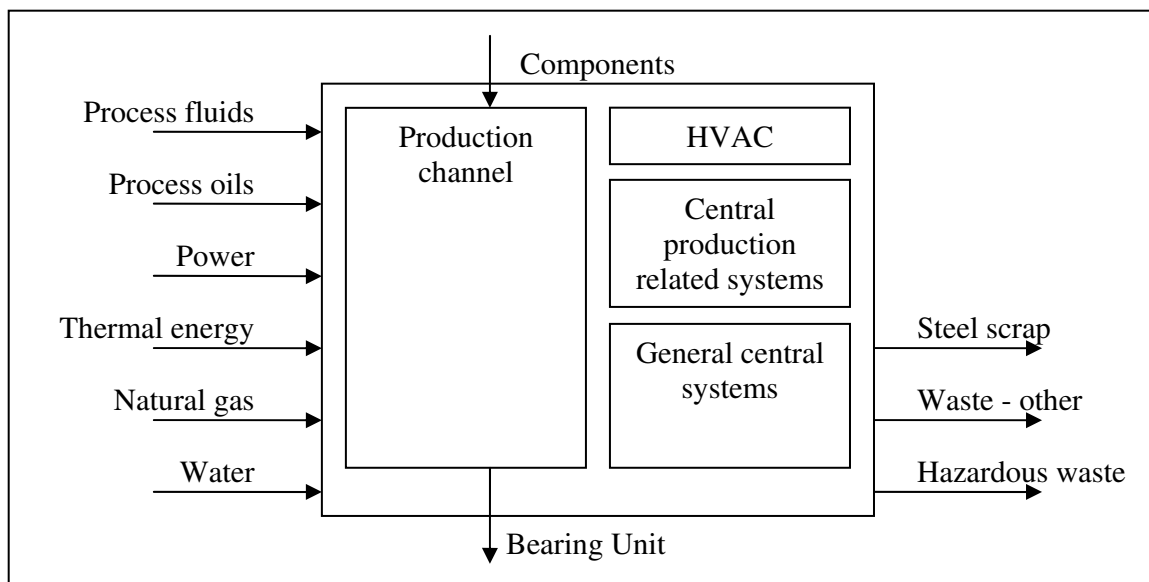 Components
Process fluids
Process oils
Power
Thermal energy
Natural gas
Water
Production
channel
HVAC
Central
production
related systems
General central
systems
Steel scrap
Waste - other
Hazardous waste
Bearing Unit